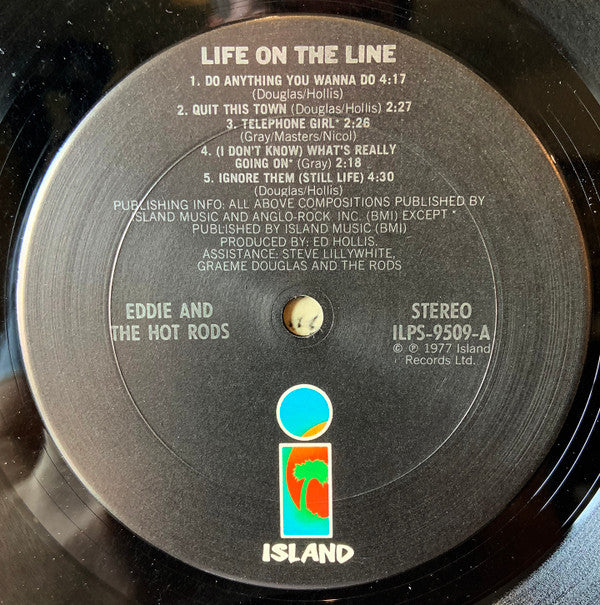 LIFE ON THE LINE
1. DO ANYTHING YOU WANNA DO 4:17
(Douglas/Hollis)
2. QUIT THIS TOWN (Douglas/Hollis) 2:27
3. TELEPHONE GIRL* 2:26
(Gray/Masters/Nicol)
4. (I DON'T KNOW) WHAT'S REALLY
GOING ON* (Gray) 2:18
5. IGNORE THEM (STILL LIFE) 4:30
(Douglas/Hollis)
PUBLISHING INFO: ALL ABOVE COMPOSITIONS PUBLISHED BY
ISLAND MUSIC AND ANGLO-ROCK INC. (BMI) EXCEPT *
PUBLISHED BY ISLAND MUSIC (BMI)
PRODUCED BY: ED HOLLIS.
ASSISTANCE: STEVE LILLYWHITE,
GRAEME DOUGLAS AND THE RODS
EDDIE AND
THE HOT RODS
STEREO
ILPS-9509-A
© ℗ 1977 Island
Records Ltd.
ISLAND